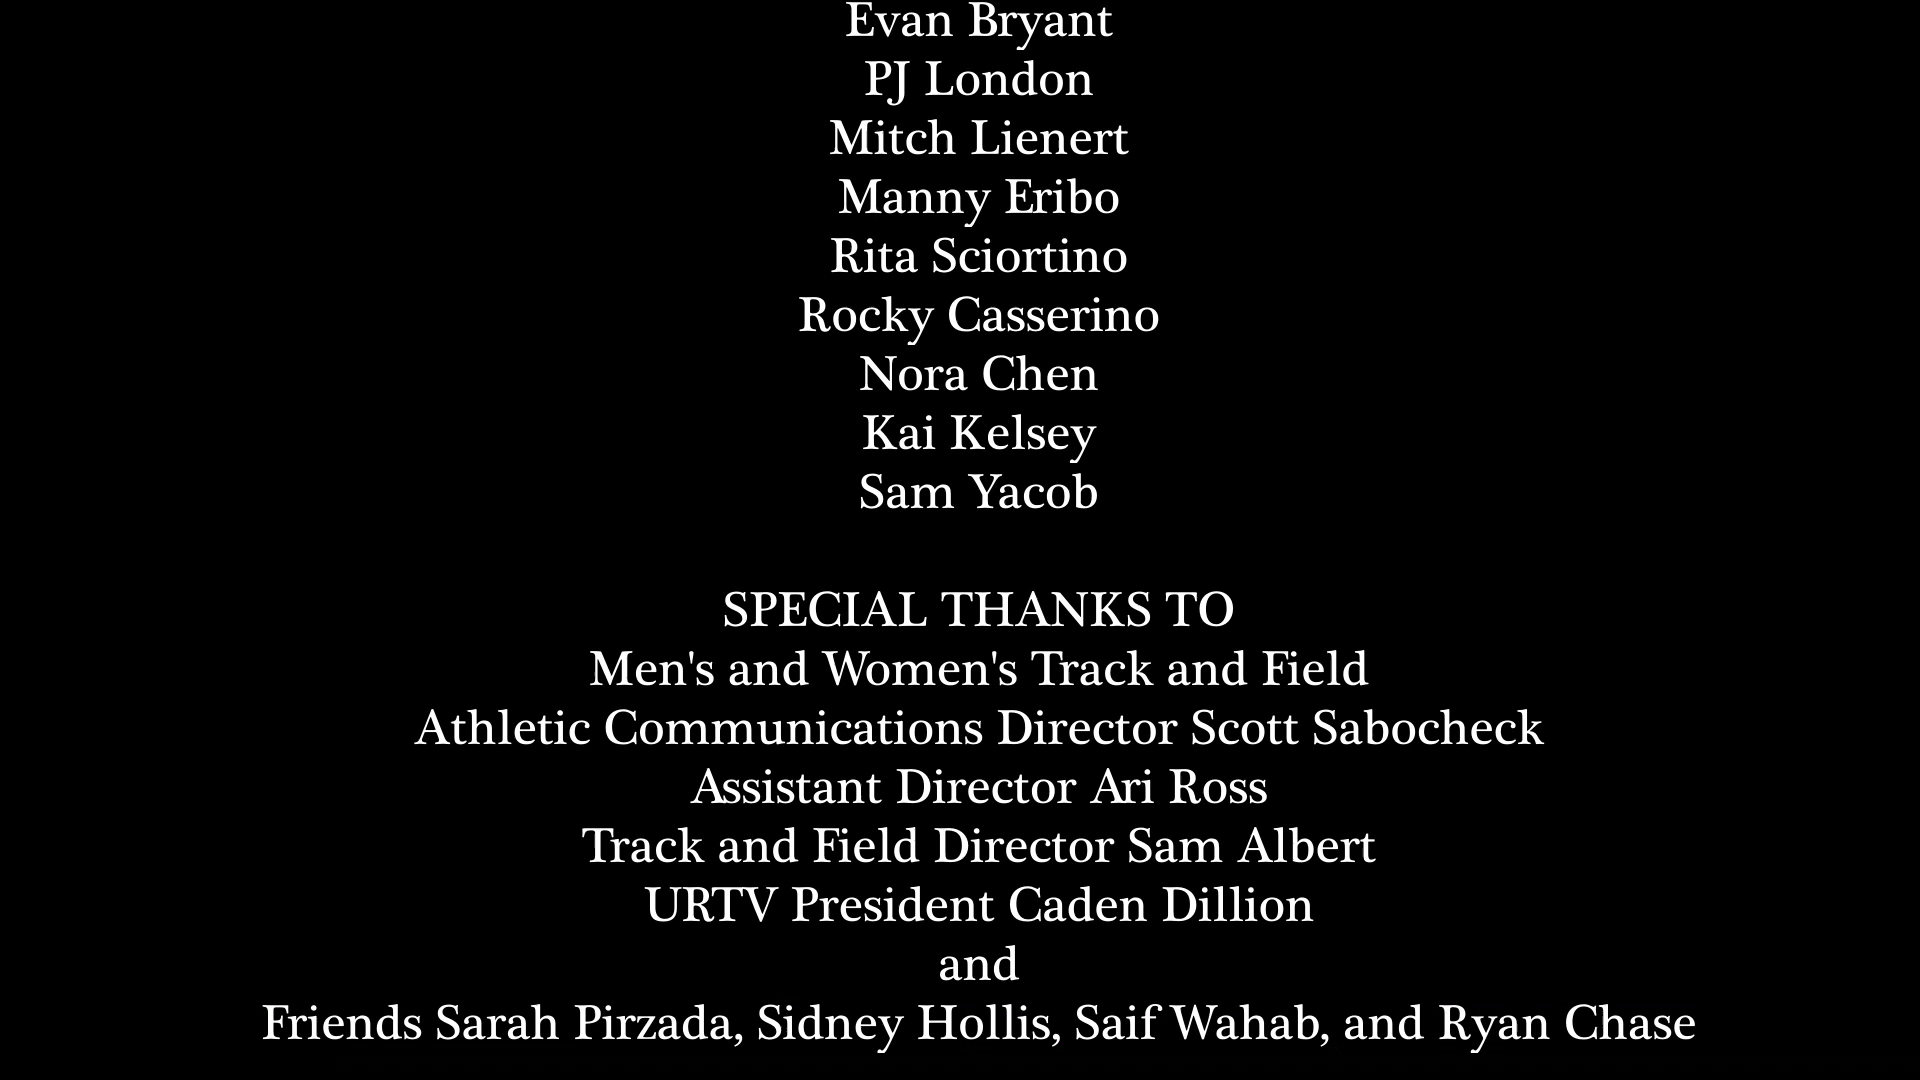 Evan Bryant
PJ London
Mitch Lienert
Manny Eribo
Rita Sciortino
Rocky Casserino
Nora Chen
Kai Kelsey
Sam Yacob
SPECIAL THANKS TO
Men's and Women's Track and Field
Athletic Communications Director Scott Sabocheck
Assistant Director Ari Ross
Track and Field Director Sam Albert
URTV President Caden Dillion
and
Friends Sarah Pirzada, Sidney Hollis, Saif Wahab, and Ryan Chase